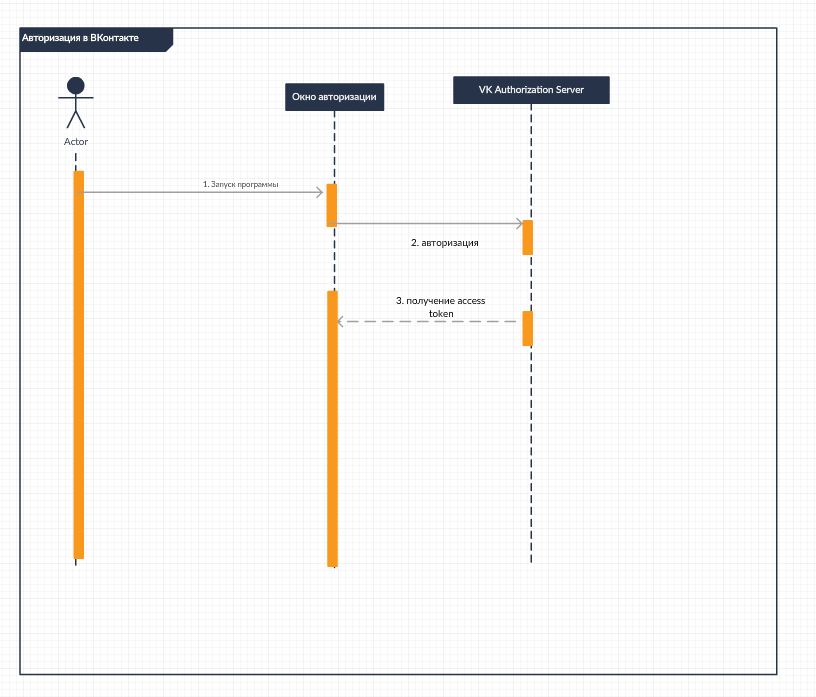 Авторизация в ВКонтакте
Actor
Окно авторизации
VK Authorization Server
1. Запуск программы
2. авторизация
3. получение access
token